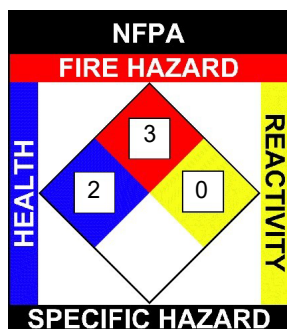 NFPA
FIRE HAZARD
3
HEALTH
2
0
REACTIVITY
SPECIFIC HAZARD